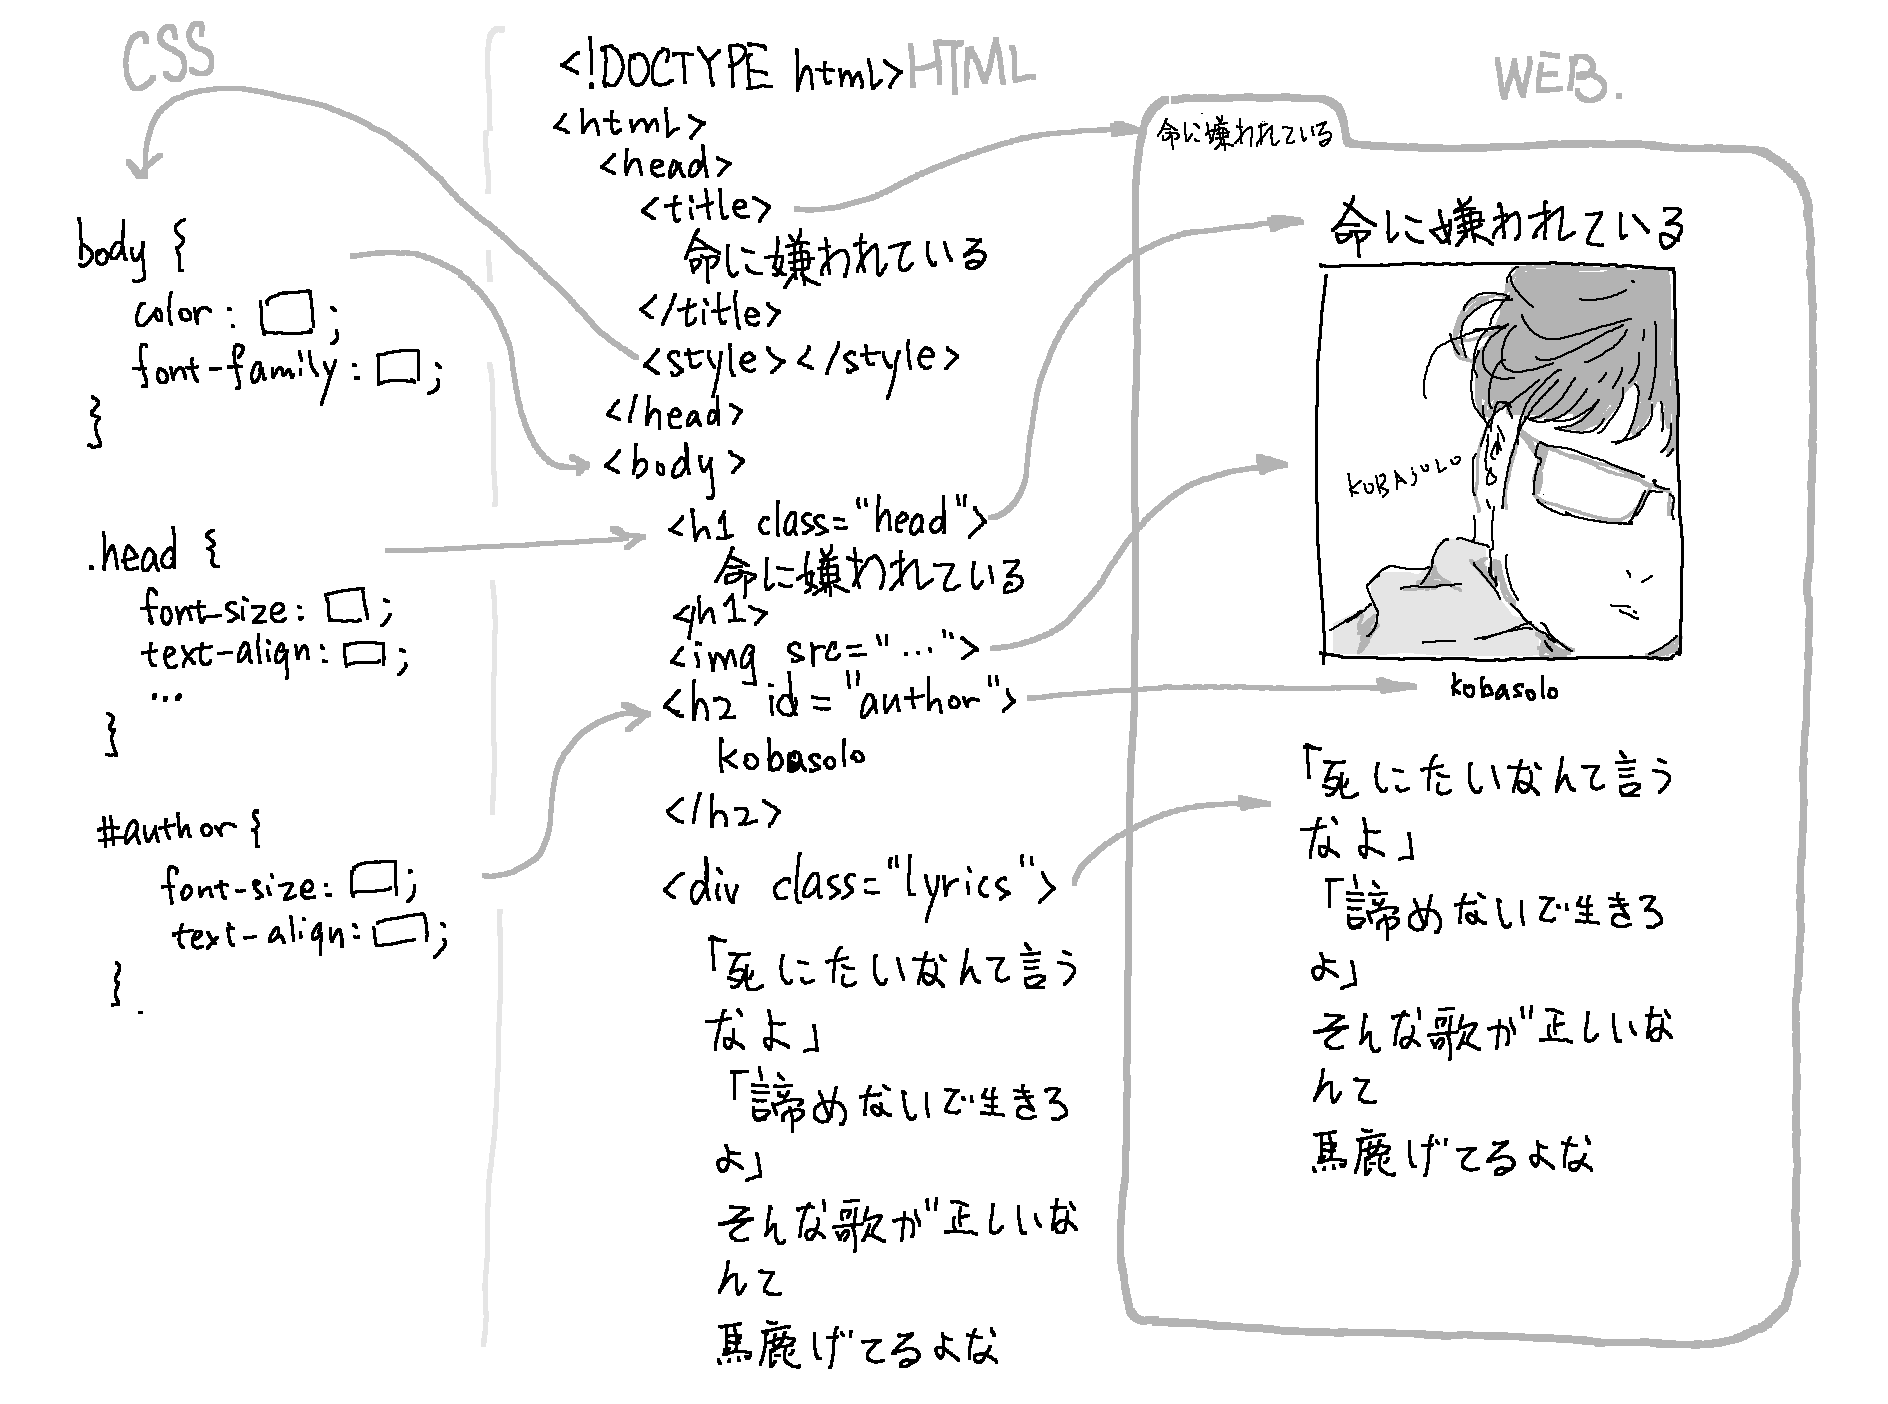 CSS
body {
color: ;
font-family: ;
}
.head {
font-size: ;
text-align: ;
...
}
#author {
font-size: ;
text-align: ;
}.
HTML
<!DOCTYPE html>
<html>
<head>
<title>
命に嫌われている
</title>
<style></style>
</head>
<body>
<h1 class="head">
命に嫌われている
<h1>
<img src="...">
<h2 id="author">
kobasolo
</h2>
<div class="lyrics">
「死にたいなんて言う
なよ」
「諦めないで生きろ
よ」
そんな歌が正しいな
んて
馬鹿げてるよな
WEB.
命に嫌われている
命に嫌われている
KOBASOLO
kobasolo
「死にたいなんて言う
なよ」
「諦めないで生きろ
よ」
そんな歌が正しいな
んて
馬鹿げてるよな